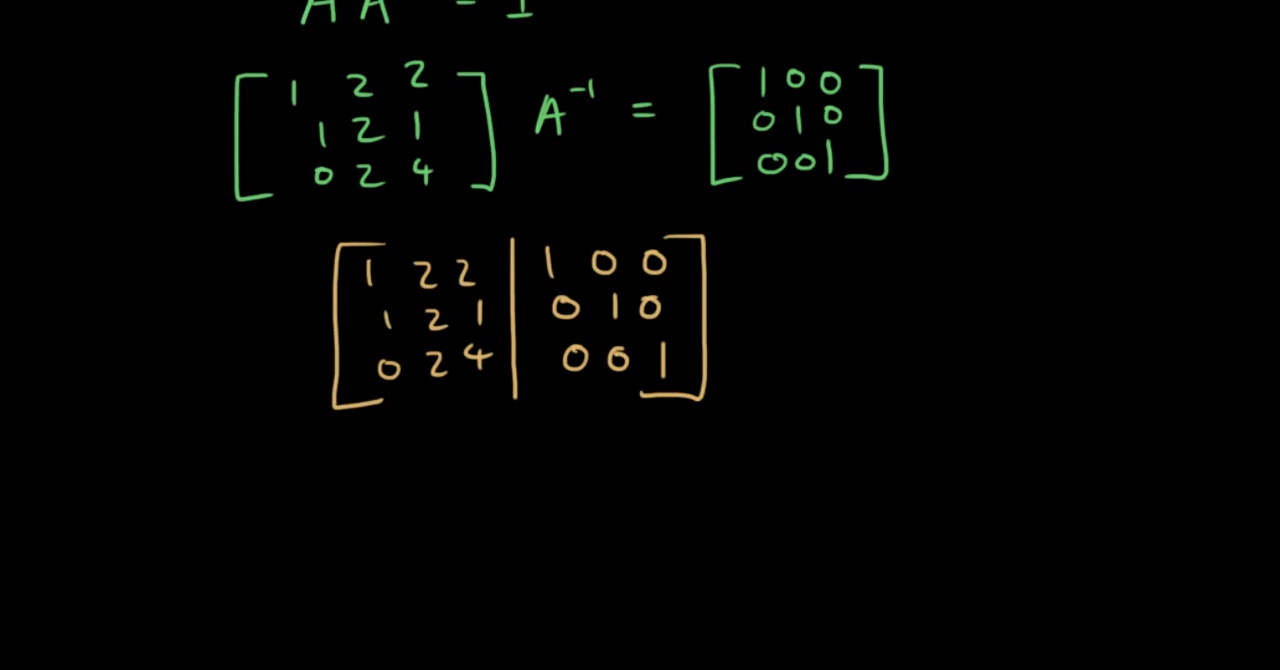 A A = I
[1 2 2
1 2 1
0 2 4] A⁻¹ = [1 0 0
0 1 0
0 0 1]
[1 2 2 | 1 0 0
1 2 1 | 0 1 0
0 2 4 | 0 0 1]